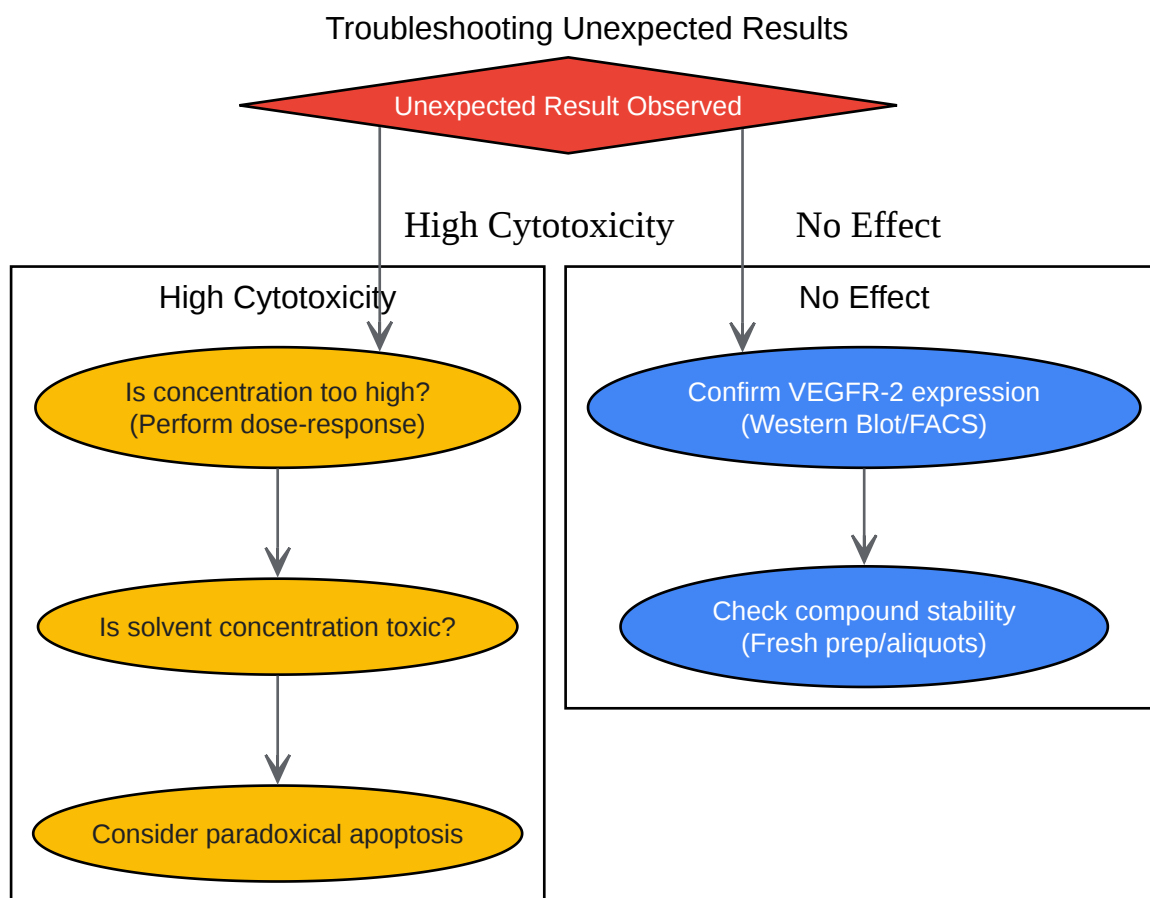 Troubleshooting Unexpected Results
Unexpected Result Observed
High Cytotoxicity
No Effect
High Cytotoxicity
Is concentration too high?
(Perform dose-response)
Is solvent concentration toxic?
Consider paradoxical apoptosis
No Effect
Confirm VEGFR-2 expression
(Western Blot/FACS)
Check compound stability
(Fresh prep/aliquots)